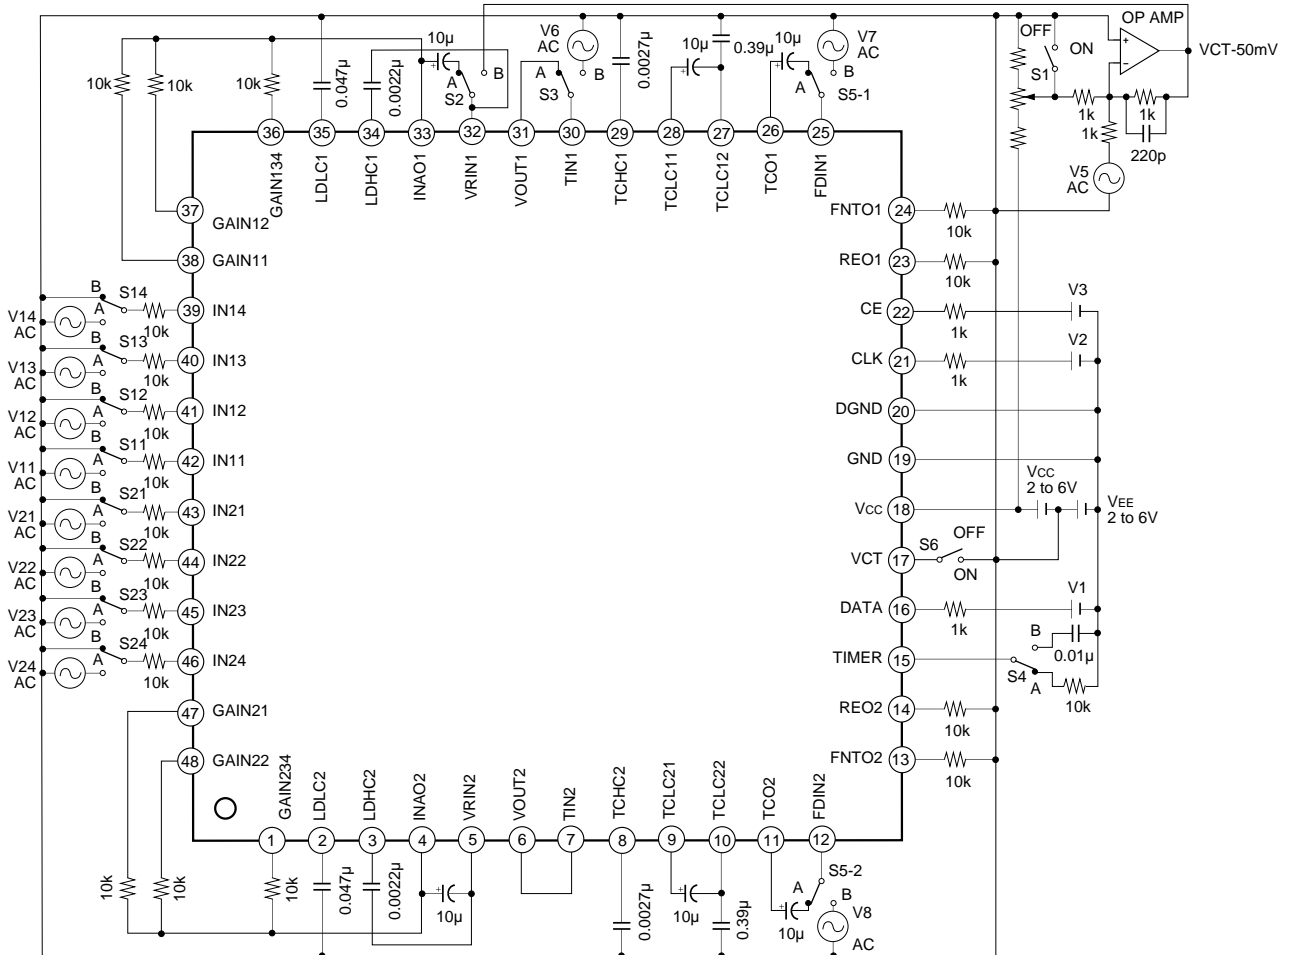 OP AMP
VCT-50mV
OFF
ON
S1
1k
1k
1k
220p
V5
AC
V6
AC
V7
AC
10µ
0.047µ
0.0022µ
A
B
S2
A
B
S3
0.0027µ
10µ
0.39µ
10µ
A
B
S5-1
10k
10k
10k
36
35
34
33
32
31
30
29
28
27
26
25
GAIN134
LDLC1
LDHC1
INAO1
VRIN1
VOUT1
TIN1
TCHC1
TCLC11
TCLC12
TCO1
FDIN1
37 GAIN12
38 GAIN11
39 IN14
40 IN13
41 IN12
42 IN11
43 IN21
44 IN22
45 IN23
46 IN24
47 GAIN21
48 GAIN22
V14
AC
B
A
S14
10k
V13
AC
B
A
S13
10k
V12
AC
B
A
S12
10k
V11
AC
B
A
S11
10k
V21
AC
B
A
S21
10k
V22
AC
B
A
S22
10k
V23
AC
B
A
S23
10k
V24
AC
B
A
S24
10k
FNTO1 24
10k
REO1 23
10k
CE 22
1k
V3
CLK 21
1k
V2
DGND 20
GND 19
VCC 18
VCC
2 to 6V
VEE
2 to 6V
VCT 17
S6
OFF
ON
DATA 16
1k
V1
TIMER 15
B
0.01µ
S4
A
10k
REO2 14
10k
FNTO2 13
10k
GAIN234
LDLC2
LDHC2
INAO2
VRIN2
VOUT2
TIN2
TCHC2
TCLC21
TCLC22
TCO2
FDIN2
1
2
3
4
5
6
7
8
9
10
11
12
10k
10k
10k
0.047µ
0.0022µ
10µ
0.0027µ
10µ
0.39µ
10µ
A
B
S5-2
V8
AC